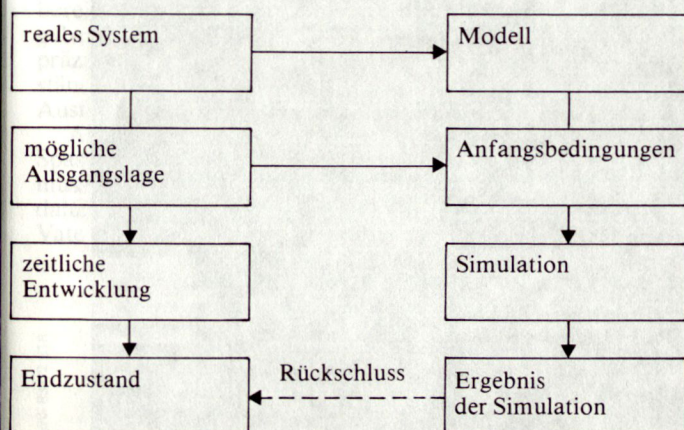 reales System
Modell
mögliche
Ausgangslage
Anfangsbedingungen
zeitliche
Entwicklung
Simulation
Endzustand
Rückschluss
Ergebnis
der Simulation